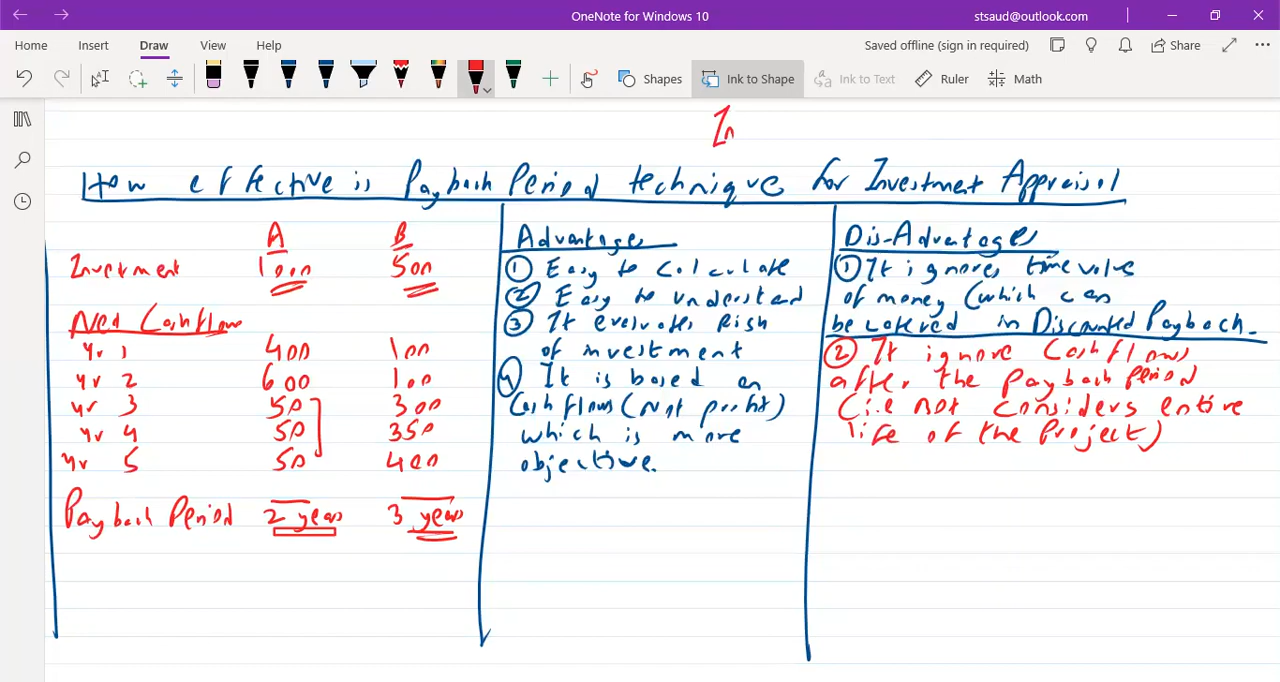 OneNote for Windows 10
stsaud@outlook.com
Home Insert Draw View Help
Saved offline (sign in required)
Share
Shapes
Ink to Shape
Ink to Text
Ruler
Math
In
How effective is Payback Period technique for Investment Appraisal
A B
Investment 1000 500
Net Cashflow
Yr 1 400 100
Yr 2 600 100
Yr 3 50 300
Yr 4 50 350
Yr 5 50 400
Payback Period 2 years 3 years
Advantages
① Easy to Calculate
② Easy to understand
③ It evaluates Risk
of investment
④ It is based on
Cashflows (Not profit)
which is more
objective.
Dis-Advantages
① It ignores time value
of money (which can
be catered in Discounted Payback.
② It ignore Cashflows
after the Payback Period
(i.e not considers entire
life of the Project)